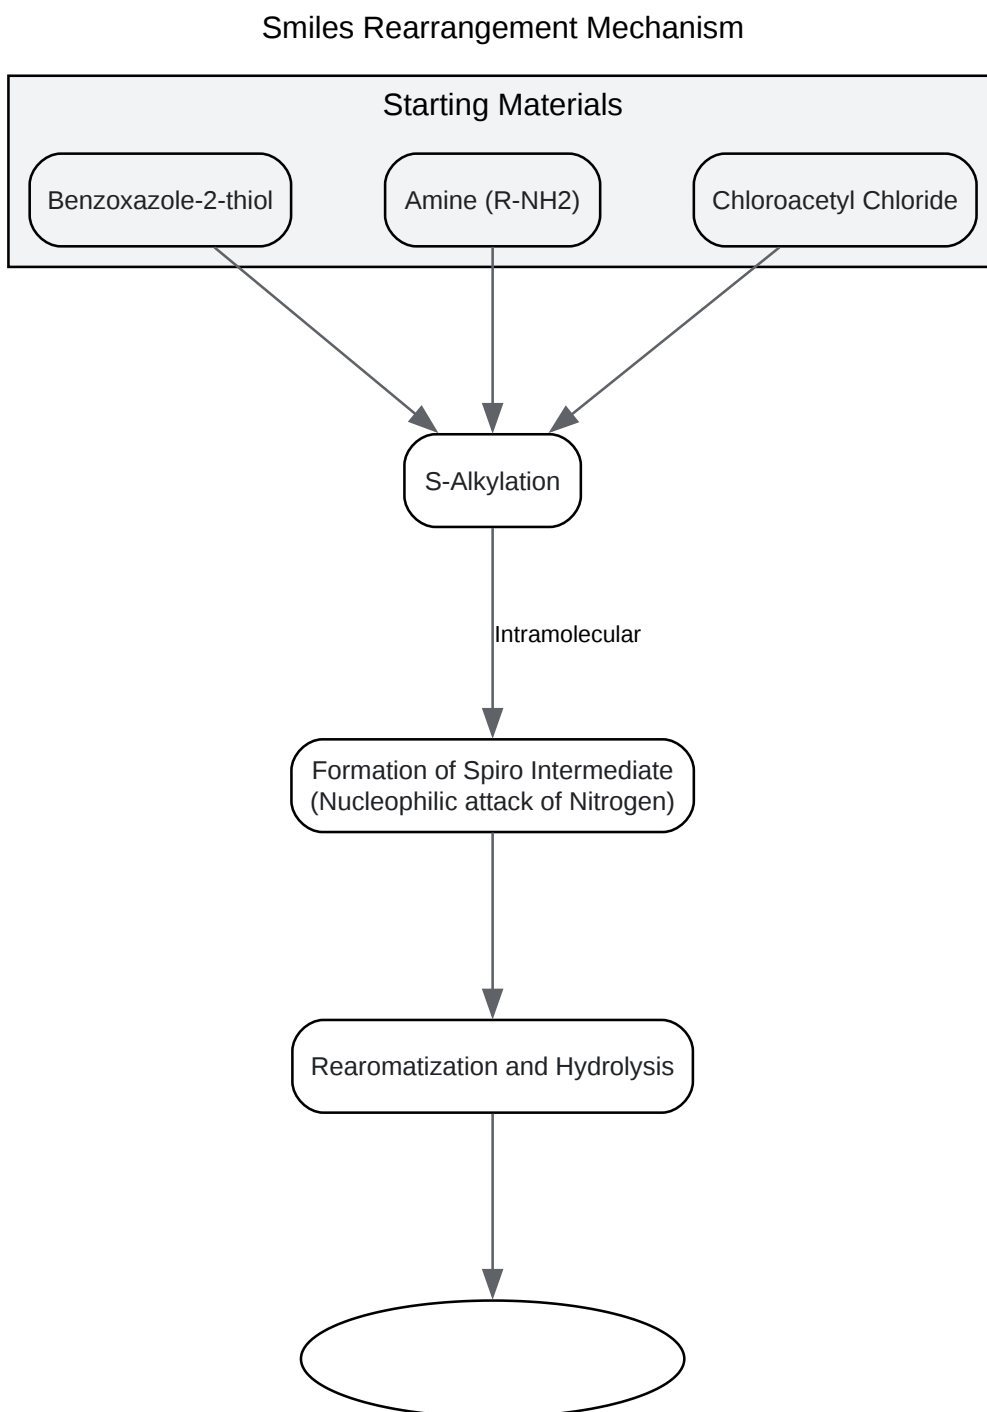 Smiles Rearrangement Mechanism
Starting Materials
Benzoxazole-2-thiol
Amine (R-NH2)
Chloroacetyl Chloride
S-Alkylation
Intramolecular
Formation of Spiro Intermediate
(Nucleophilic attack of Nitrogen)
Rearomatization and Hydrolysis